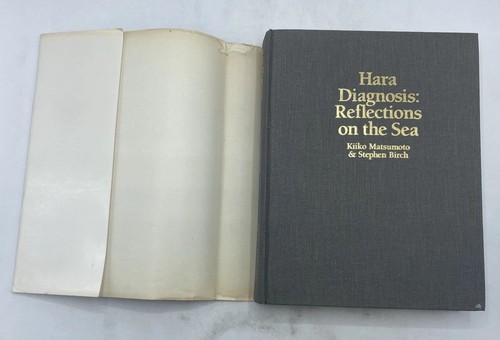 Hara
Diagnosis:
Reflections
on the Sea
Kiiko Matsumoto
& Stephen Birch